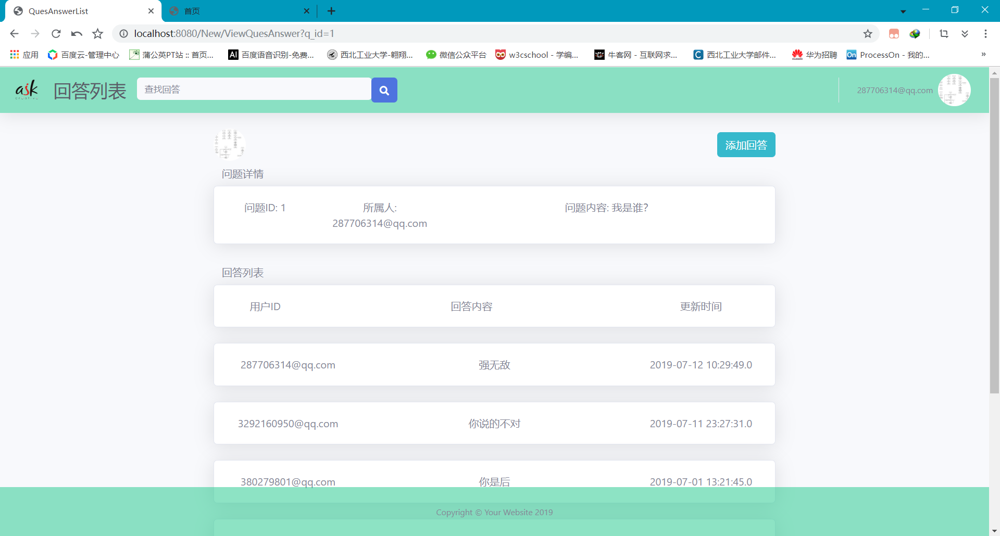 QuesAnswerList
首页
localhost:8080/New/ViewQuesAnswer?q_id=1
应用
百度云-管理中心
蒲公英PT站 :: 首页...
AI
百度语音识别-免费...
西北工业大学-翱翔...
微信公众平台
w3cschool - 学编...
牛客网 - 互联网求...
C
西北工业大学邮件...
HUAWEI
华为招聘
On
ProcessOn - 我的...
»
ask
creative
回答列表
查找回答
287706314@qq.com
添加回答
问题详情
问题ID: 1
所属人:
287706314@qq.com
问题内容: 我是谁?
回答列表
用户ID
回答内容
更新时间
287706314@qq.com
强无敌
2019-07-12 10:29:49.0
3292160950@qq.com
你说的不对
2019-07-11 23:27:31.0
380279801@qq.com
你是后
2019-07-01 13:21:45.0
Copyright © Your Website 2019